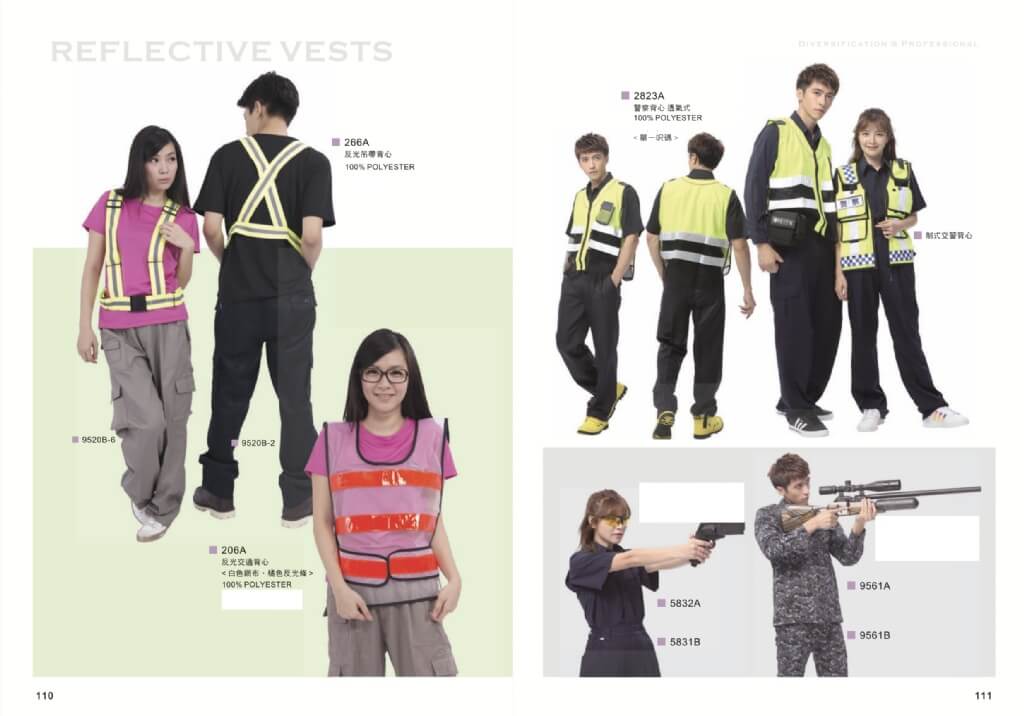 REFLECTIVE VESTS
266A
反光吊帶背心
100% POLYESTER
9520B-6
9520B-2
206A
反光交通背心
<白色網布、橘色反光條>
100% POLYESTER
110
DIVERSIFICATION & PROFESSIONAL
2823A
警察背心 透氣式
100% POLYESTER
<單一尺碼>
警察
制式交警背心
5832A
5831B
9561A
9561B
111